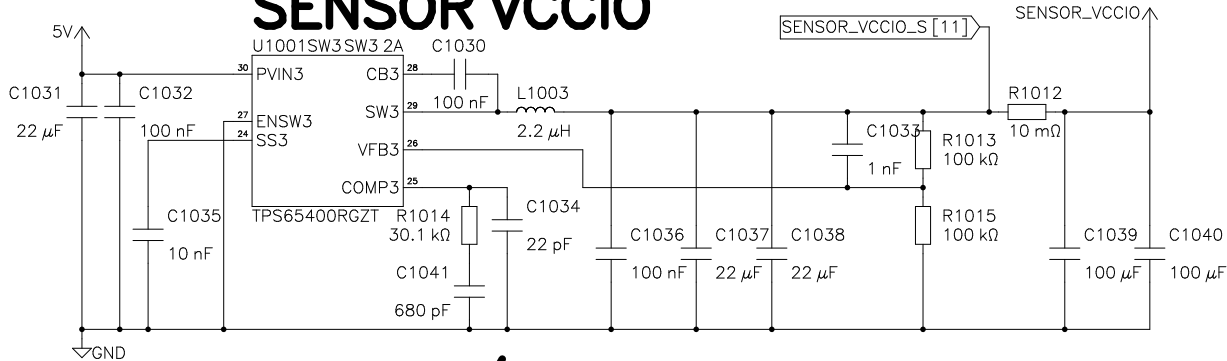 SENSOR VCCIO
5V
U1001SW3 SW3 2A
C1030
SENSOR_VCCIO_S [11]
SENSOR_VCCIO
30 PVIN3
CB3 28
100 nF
C1031
22 µF
C1032
100 nF
27 ENSW3
24 SS3
SW3 29
L1003
2.2 µH
VFB3 26
COMP3 25
TPS65400RGZT
C1033
1 nF
R1013
100 kΩ
R1012
10 mΩ
C1035
10 nF
R1014
30.1 kΩ
C1034
22 pF
R1015
100 kΩ
C1041
680 pF
C1036
100 nF
C1037
22 µF
C1038
22 µF
C1039
100 µF
C1040
100 µF
GND